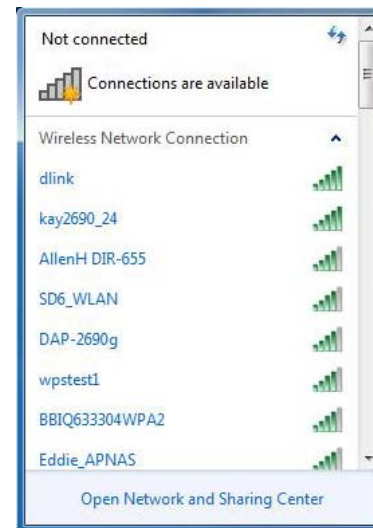 Not connected
Connections are available
Wireless Network Connection
dlink
kay2690_24
AllenH DIR-655
SD6_WLAN
DAP-2690g
wpstest1
BBIQ633304WPA2
Eddie_APNAS
Open Network and Sharing Center